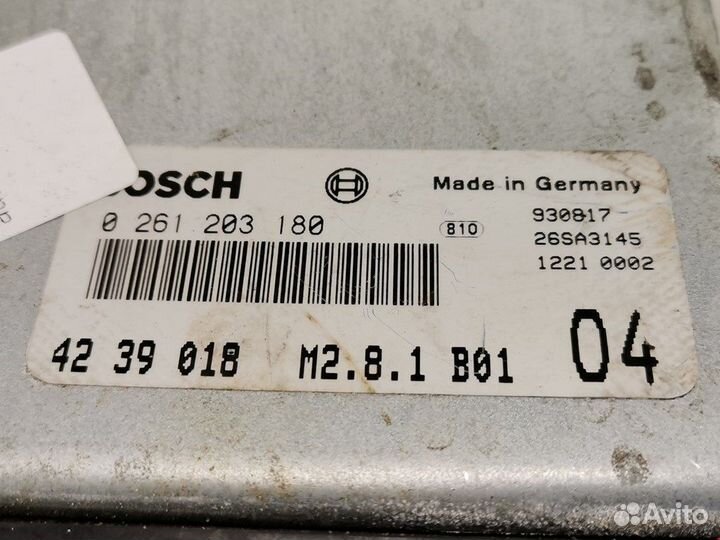 BOSCH
Made in Germany
0 261 203 180
810
930817
26SA3145
1221 0002
42 39 018 M2.8.1 B01
04
Avito